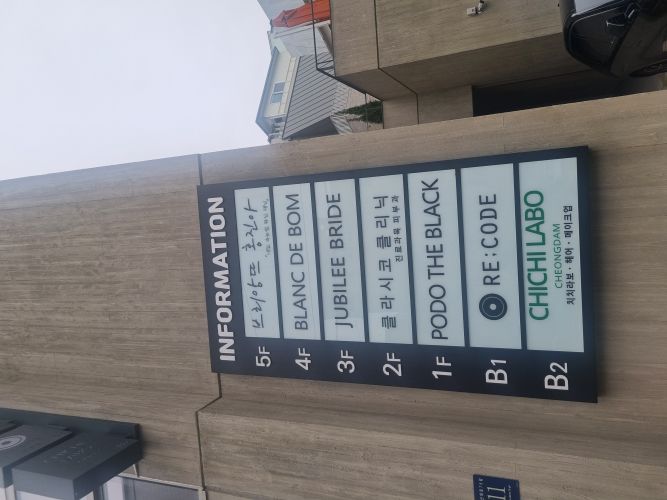 INFORMATION
5F 브리앙뜨 홍진아
4F BLANC DE BOM
3F JUBILEE BRIDE
2F 클라시코 클리닉
진료과목 피부과
1F PODO THE BLACK
B1 RE:CODE
B2 CHICHI LABO
CHEONGDAM
치치라보 · 헤어 · 메이크업
11